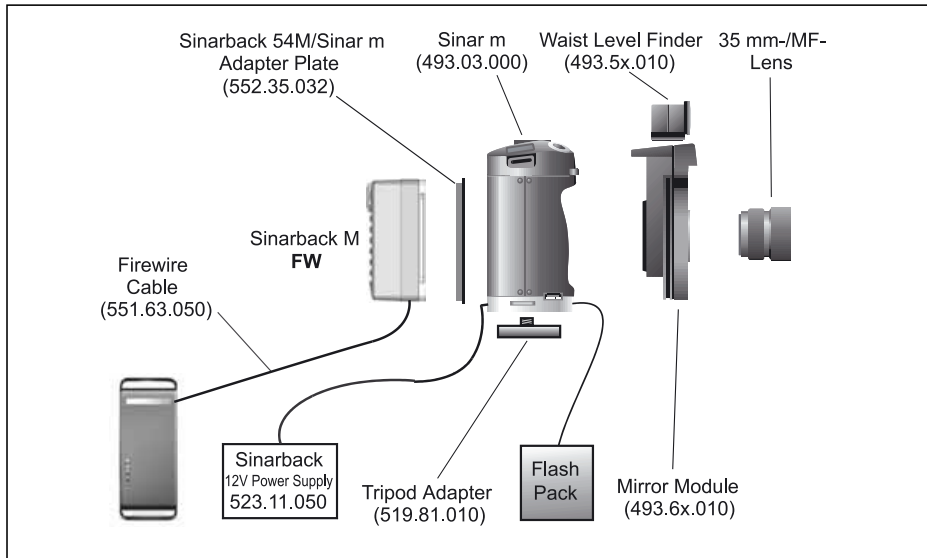 Sinarback 54M/Sinar m
Adapter Plate
(552.35.032)
Sinar m
(493.03.000)
Waist Level Finder
(493.5x.010)
35 mm-/MF-
Lens
Sinarback M
FW
Firewire
Cable
(551.63.050)
Sinarback
12V Power Supply
523.11.050
Tripod Adapter
(519.81.010)
Flash
Pack
Mirror Module
(493.6x.010)